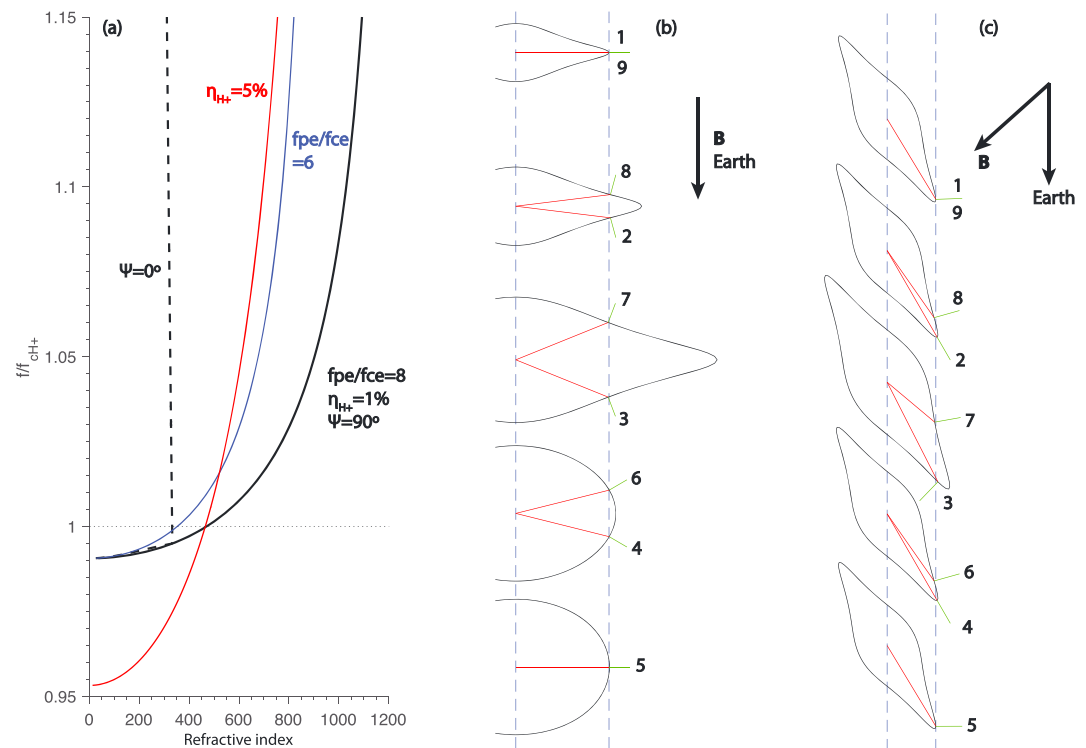 (a)
1.15
1.1
1.05
1
0.95
f/f_cH+
0
200
400
600
800
1000
1200
Refractive index
η_H+=5%
fpe/fce
=6
Ψ=0º
fpe/fce=8
η_H+=1%
Ψ=90º
(b)
1
9
B
Earth
8
2
7
3
6
4
5
(c)
B
Earth
1
9
8
2
7
3
6
4
5